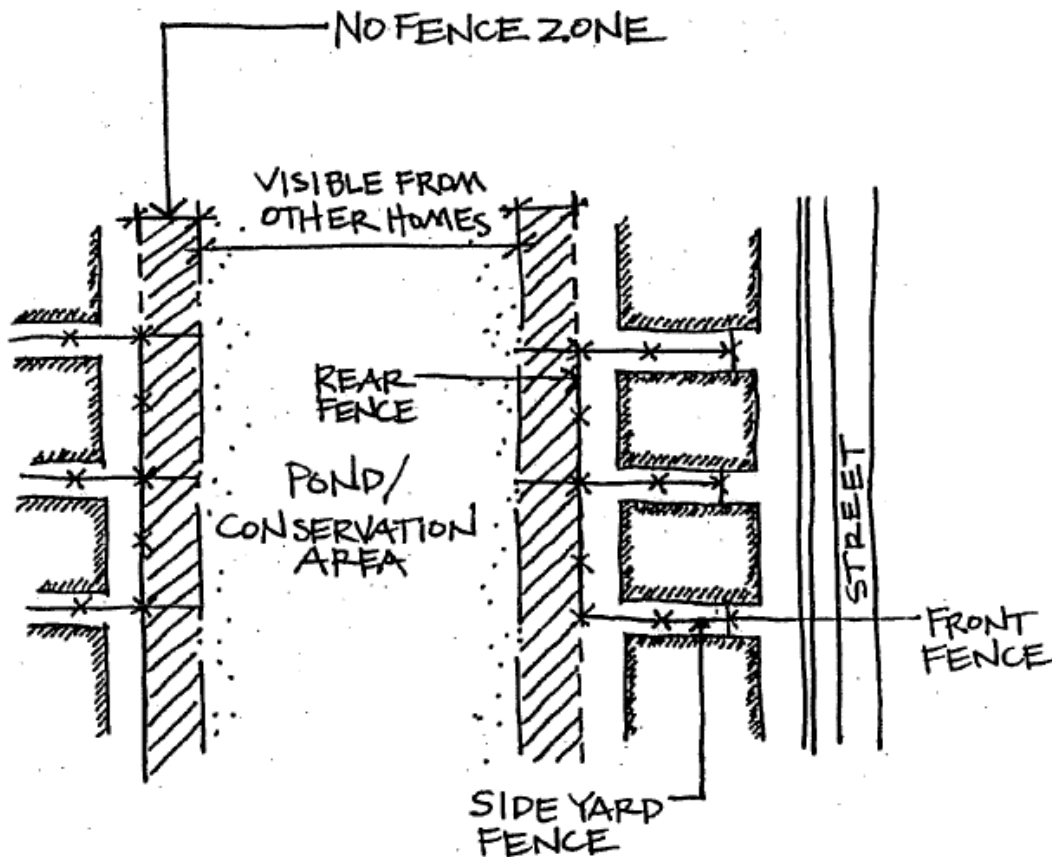 NO FENCE ZONE
VISIBLE FROM
OTHER HOMES
REAR
FENCE
POND/
CONSERVATION
AREA
STREET
FRONT
FENCE
SIDE YARD
FENCE